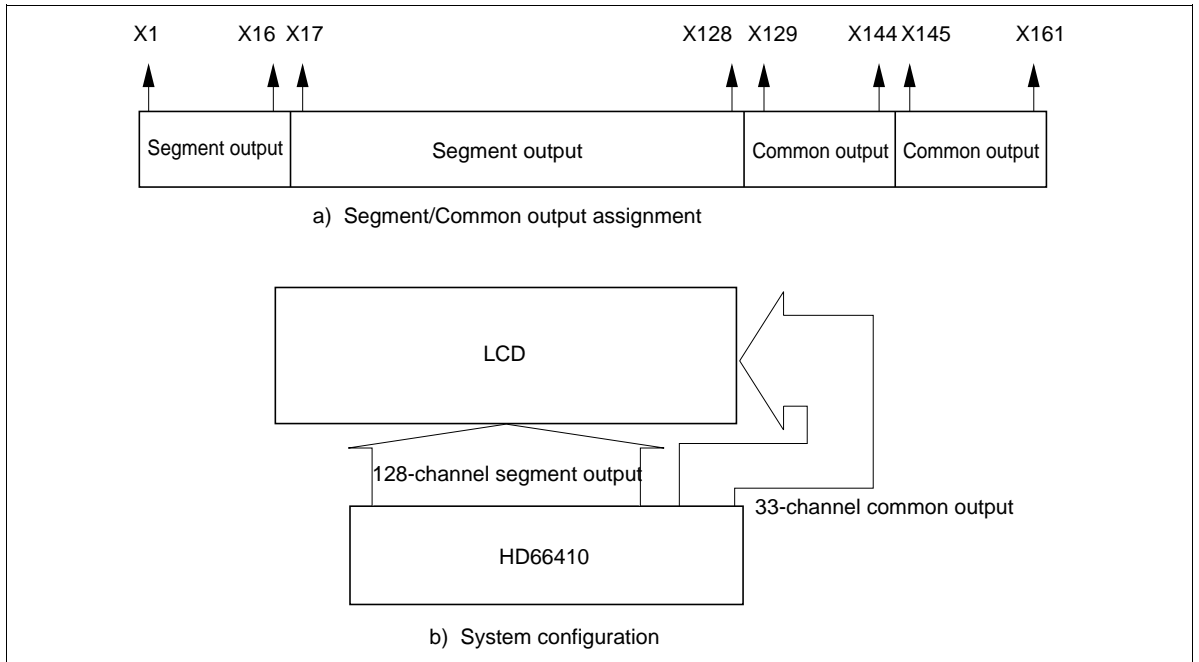 X1 X16 X17 X128 X129 X144 X145 X161
Segment output Segment output Common output Common output
a) Segment/Common output assignment
LCD
128-channel segment output
33-channel common output
HD66410
b) System configuration